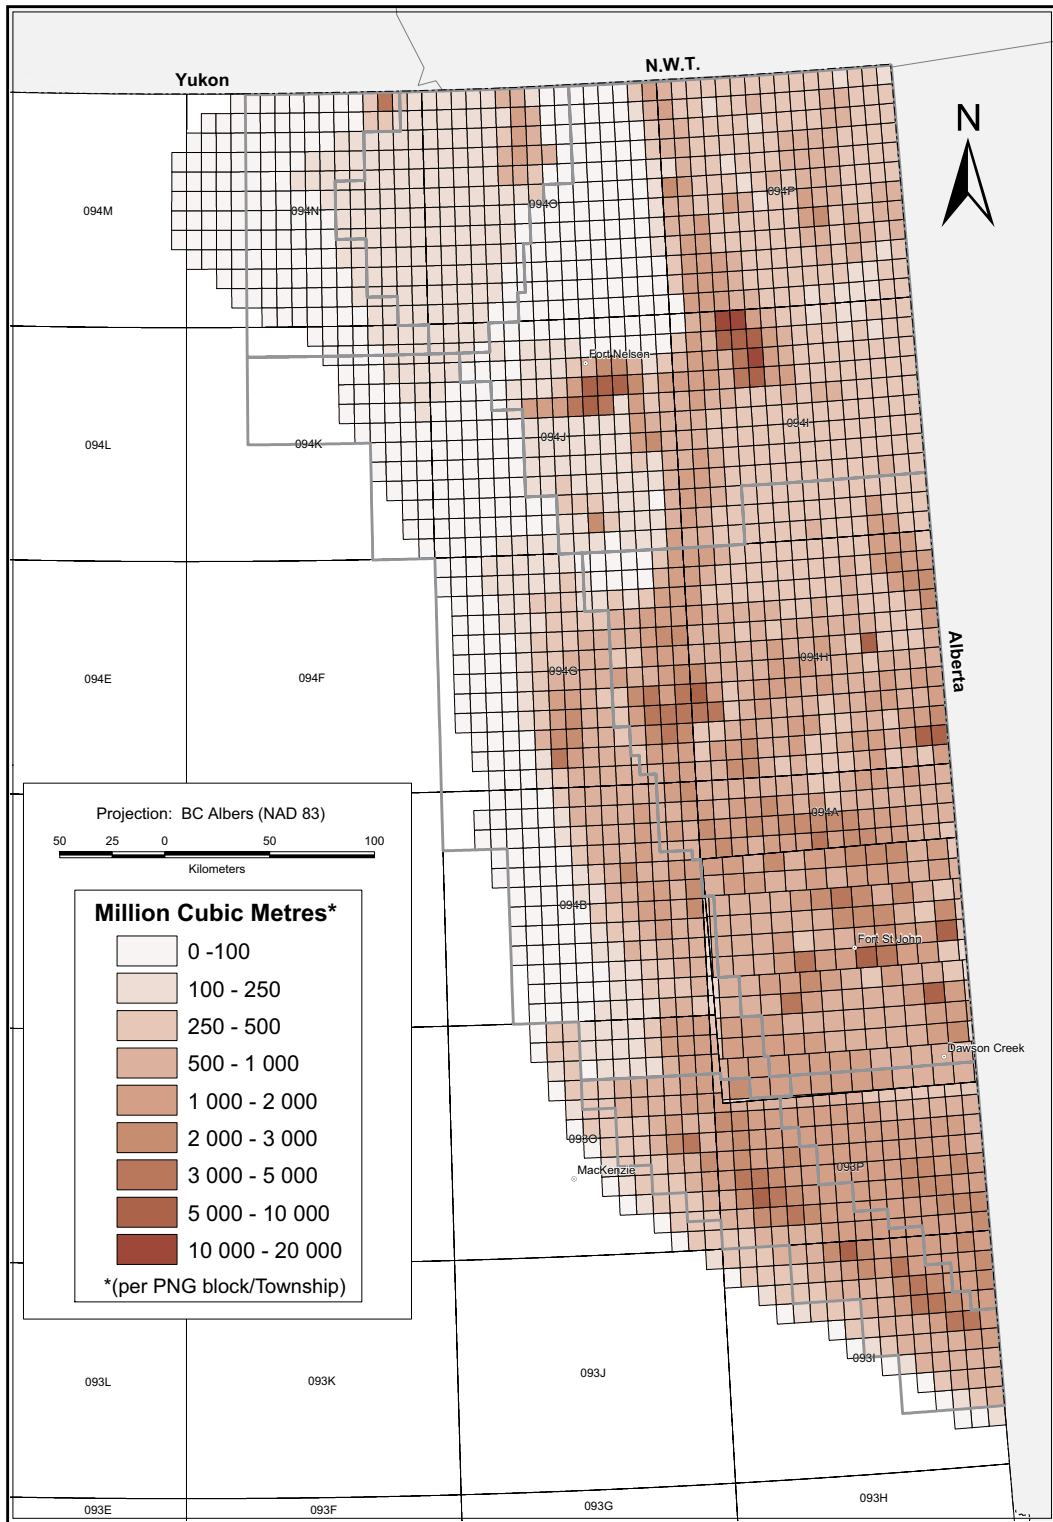 N.W.T.
Yukon
N
094P
094M
094N
094O
Fort Nelson
094I
094J
094L
094K
Alberta
094H
094G
094E
094F
Projection: BC Albers (NAD 83)
50 25 0 50 100
Kilometers
094A
Million Cubic Metres*
0 -100
100 - 250
250 - 500
500 - 1 000
1 000 - 2 000
2 000 - 3 000
3 000 - 5 000
5 000 - 10 000
10 000 - 20 000
*(per PNG block/Township)
094B
Fort St John
Dawson Creek
093O
093P
MacKenzie
093I
093L
093K
093J
093E
093F
093G
093H